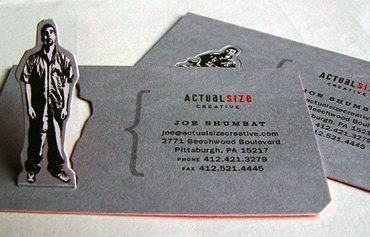 ACTUALSIZE
CREATIVE
JOE SHUMBAT
joe@actualsizecreative.com
2771 Beechwood Boulevard
Pittsburgh, PA 15217
PHONE 412.421.3279
FAX 412.521.4445
ACTUALSIZE
CREATIVE
JOE SHUMBAT